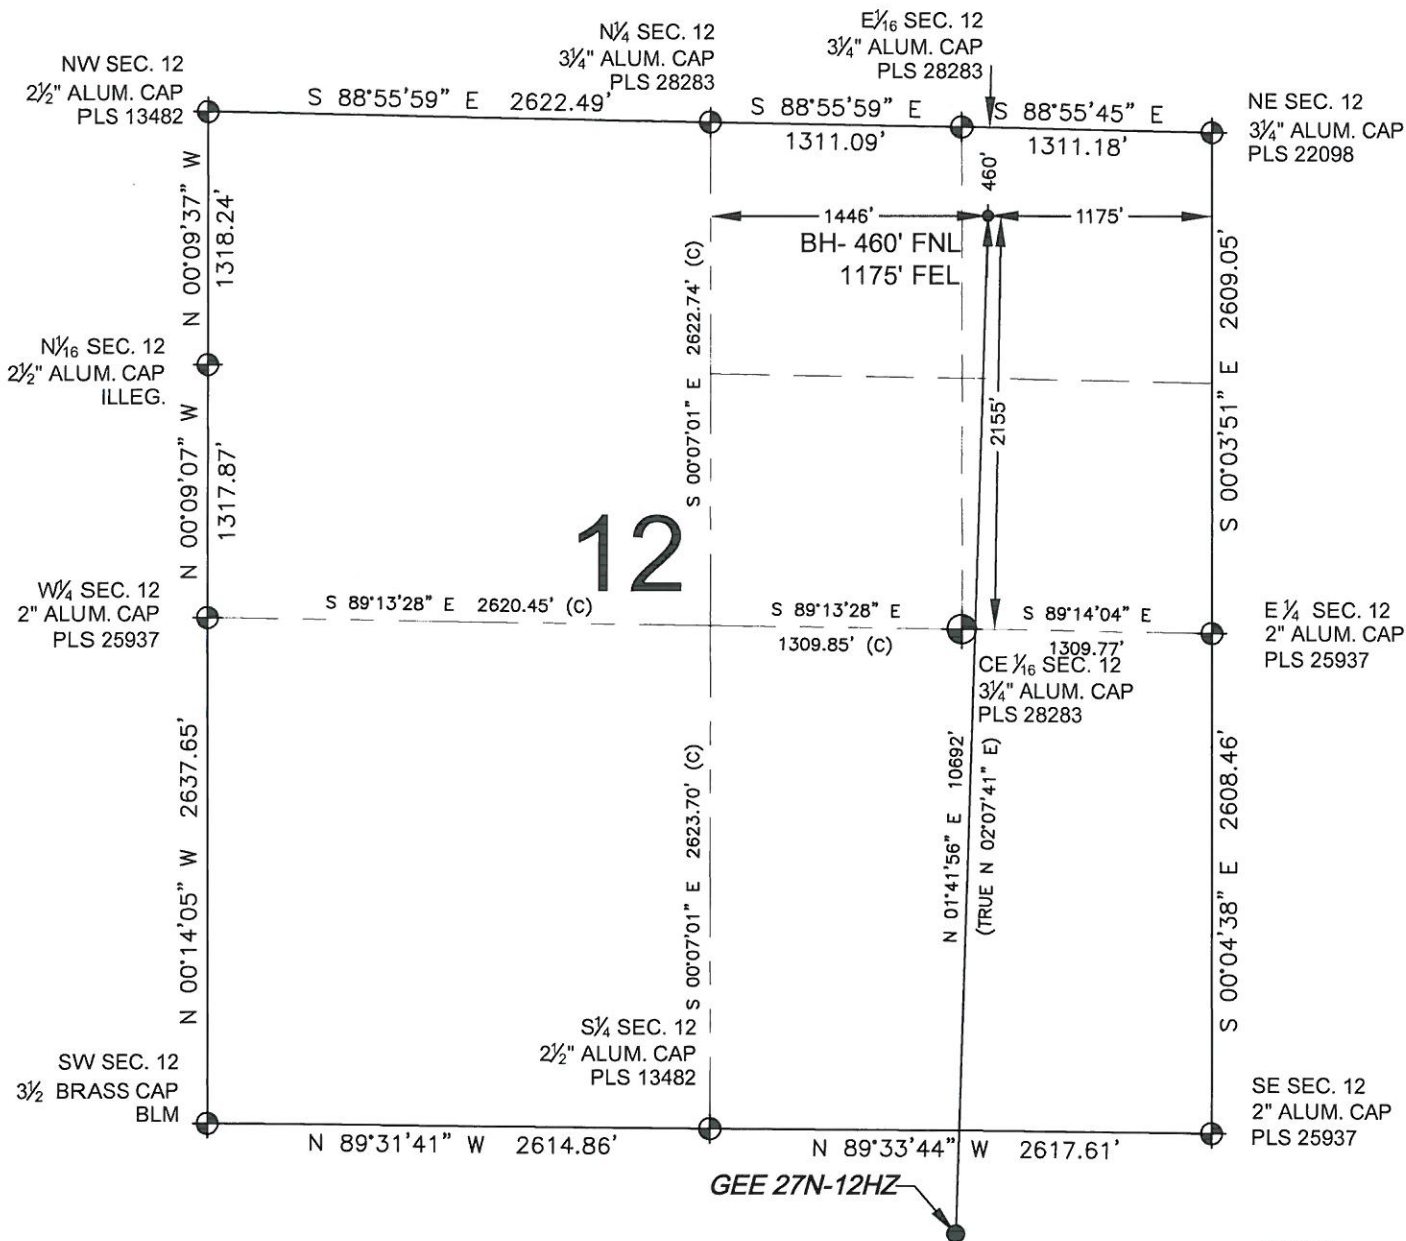 NW SEC. 12
2½" ALUM. CAP
PLS 13482
S 88°55'59" E 2622.49'
N¼ SEC. 12
3¼" ALUM. CAP
PLS 28283
S 88°55'59" E
1311.09'
E1⁄16 SEC. 12
3¼" ALUM. CAP
PLS 28283
S 88°55'45" E
1311.18'
NE SEC. 12
3¼" ALUM. CAP
PLS 22098
N 00°09'37" W
1318.24'
460'
1446'
1175'
BH- 460' FNL
1175' FEL
S 00°07'01" E 2622.74' (C)
S 00°03'51" E 2609.05'
N1⁄16 SEC. 12
2½" ALUM. CAP
ILLEG.
2155'
N 00°09'07" W
1317.87'
12
W¼ SEC. 12
2" ALUM. CAP
PLS 25937
S 89°13'28" E 2620.45' (C)
S 89°13'28" E
1309.85' (C)
S 89°14'04" E
1309.77'
E ¼ SEC. 12
2" ALUM. CAP
PLS 25937
CE 1⁄16 SEC. 12
3¼" ALUM. CAP
PLS 28283
N 00°14'05" W 2637.65'
S 00°07'01" E 2623.70' (C)
N 01°41'56" E 10692'
(TRUE N 02°07'41" E)
S 00°04'38" E 2608.46'
SW SEC. 12
3½ BRASS CAP
BLM
S¼ SEC. 12
2½" ALUM. CAP
PLS 13482
SE SEC. 12
2" ALUM. CAP
PLS 25937
N 89°31'41" W 2614.86'
N 89°33'44" W 2617.61'
GEE 27N-12HZ